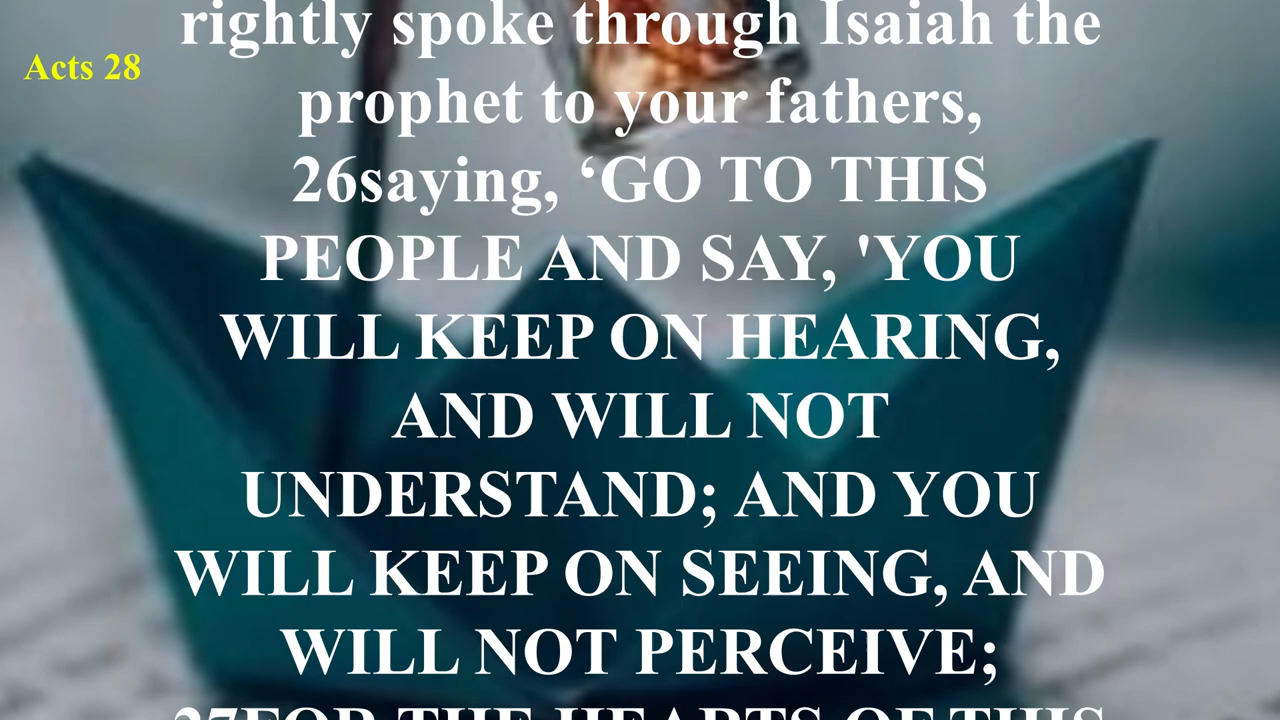 rightly spoke through Isaiah the
Acts 28
prophet to your fathers,
26saying, ‘GO TO THIS
PEOPLE AND SAY, 'YOU
WILL KEEP ON HEARING,
AND WILL NOT
UNDERSTAND; AND YOU
WILL KEEP ON SEEING, AND
WILL NOT PERCEIVE;
27FOR THE HEARTS OF THIS